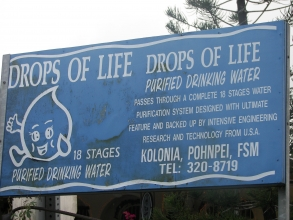 DROPS OF LIFE
18 STAGES
PURIFIED DRINKING WATER
DROPS OF LIFE
PURIFIED DRINKING WATER
PASSES THROUGH A COMPLETE 18 STAGES WATER
PURIFICATION SYSTEM DESIGNED WITH ULTIMATE
FEATURE AND BACKED UP BY INTENSIVE ENGINEERING
RESEARCH AND TECHNOLOGY FROM U.S.A.
KOLONIA, POHNPEI, FSM
TEL: 320-8719